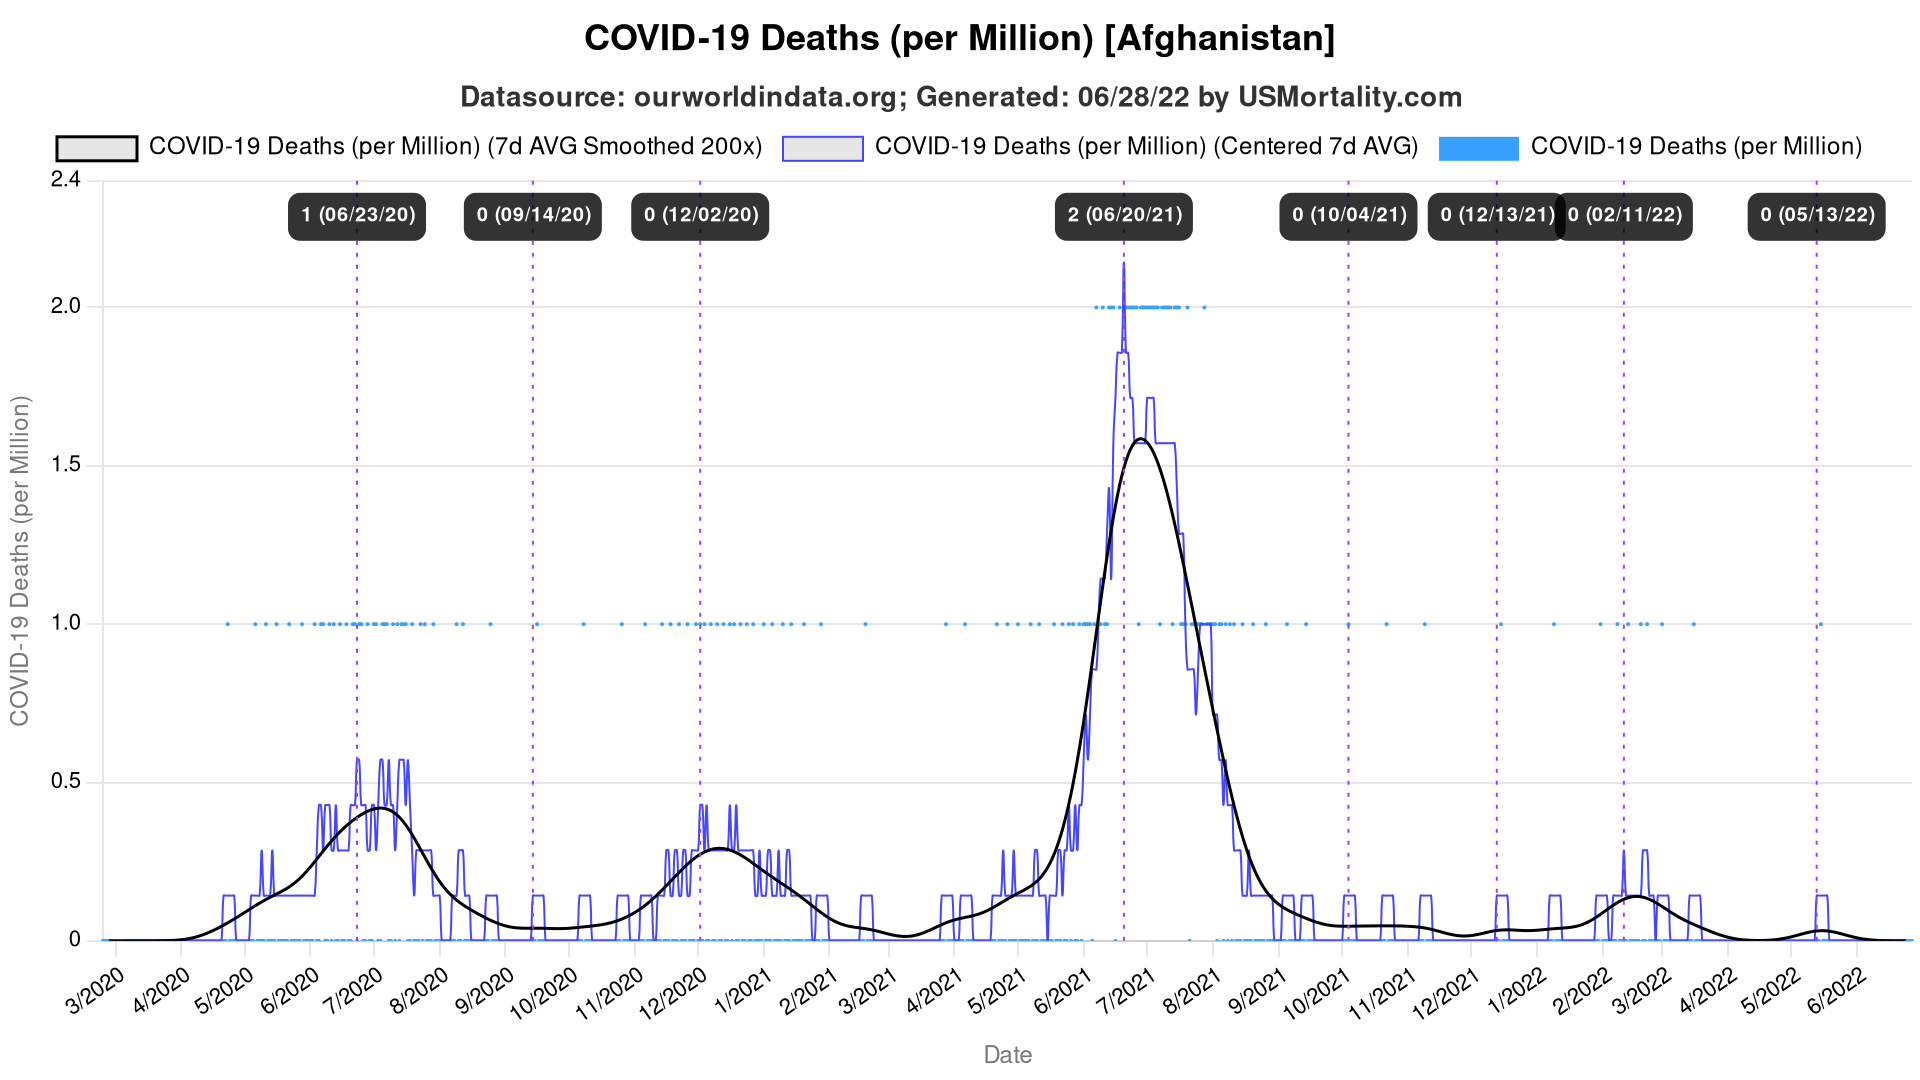 COVID-19 Deaths (per Million) [Afghanistan]
Datasource: ourworldindata.org; Generated: 06/28/22 by USMortality.com
COVID-19 Deaths (per Million) (7d AVG Smoothed 200x) COVID-19 Deaths (per Million) (Centered 7d AVG) COVID-19 Deaths (per Million)
2.4
1 (06/23/20) 0 (09/14/20) 0 (12/02/20) 2 (06/20/21) 0 (10/04/21) 0 (12/13/21) 0 (02/11/22) 0 (05/13/22)
2.0
1.5
1.0
0.5
0
COVID-19 Deaths (per Million)
3/2020 4/2020 5/2020 6/2020 7/2020 8/2020 9/2020 10/2020 11/2020 12/2020 1/2021 2/2021 3/2021 4/2021 5/2021 6/2021 7/2021 8/2021 9/2021 10/2021 11/2021 12/2021 1/2022 2/2022 3/2022 4/2022 5/2022 6/2022
Date